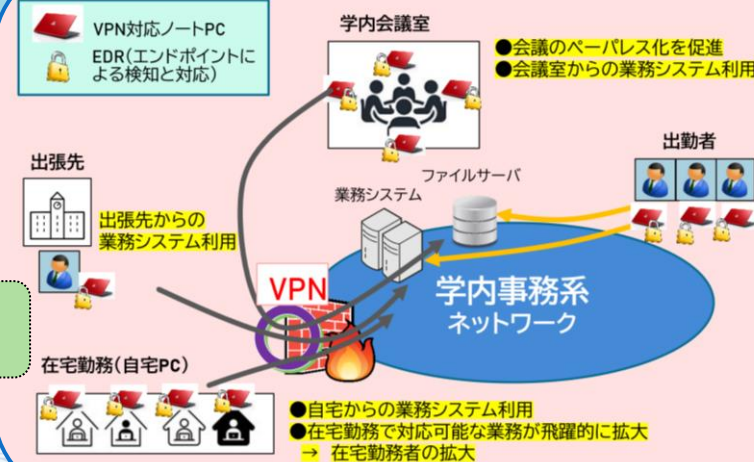 VPN対応ノートPC
EDR(エンドポイントに
よる検知と対応)
学内会議室
●会議のペーパレス化を促進
●会議室からの業務システム利用
出張先
出張先からの
業務システム利用
出勤者
ファイルサーバ
業務システム
VPN
学内事務系
ネットワーク
在宅勤務(自宅PC)
●自宅からの業務システム利用
●在宅勤務で対応可能な業務が飛躍的に拡大
→ 在宅勤務者の拡大